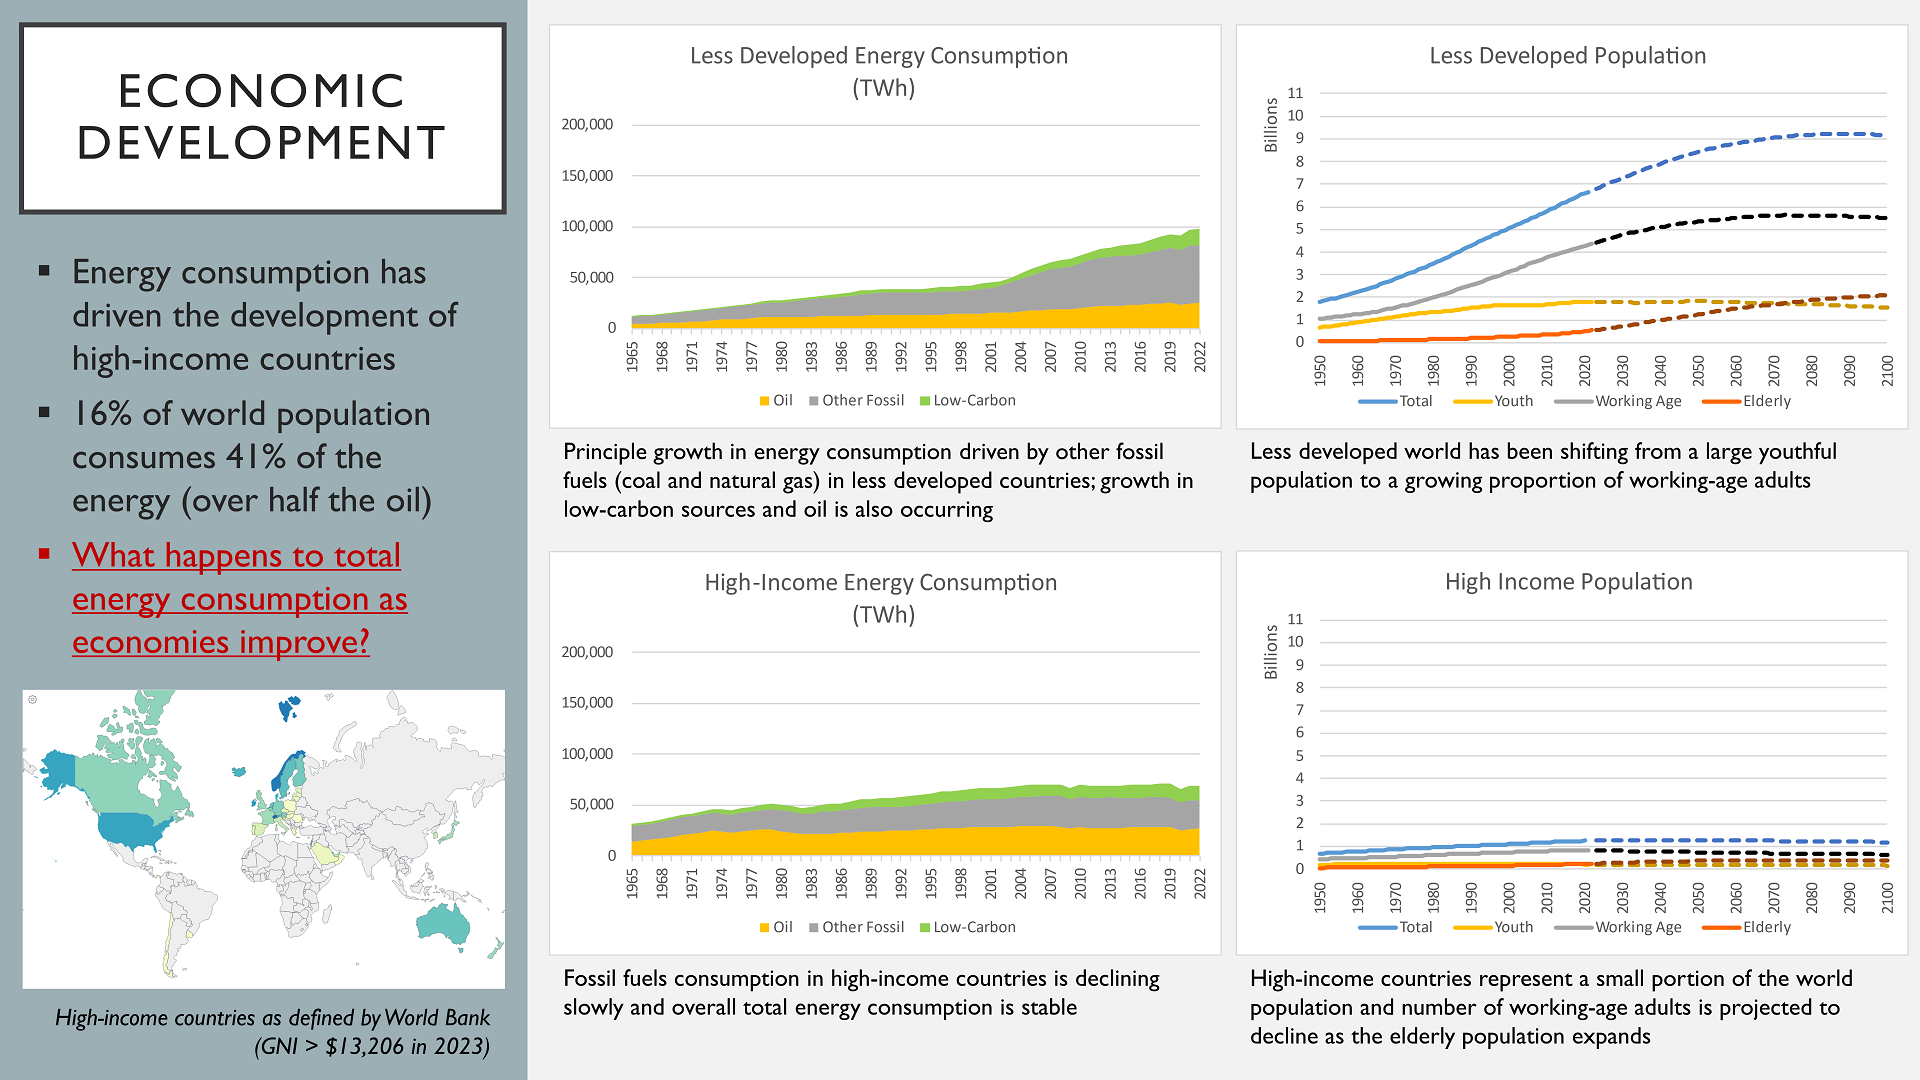 ECONOMIC
DEVELOPMENT
▪ Energy consumption has
driven the development of
high-income countries
▪ 16% of world population
consumes 41% of the
energy (over half the oil)
▪ What happens to total
energy consumption as
economies improve?
High-income countries as defined by World Bank
(GNI > $13,206 in 2023)
Less Developed Energy Consumption
(TWh)
200,000
150,000
100,000
50,000
0
1965 1968 1971 1974 1977 1980 1983 1986 1989 1992 1995 1998 2001 2004 2007 2010 2013 2016 2019 2022
Oil Other Fossil Low-Carbon
Principle growth in energy consumption driven by other fossil
fuels (coal and natural gas) in less developed countries; growth in
low-carbon sources and oil is also occurring
Less Developed Population
Billions
11
10
9
8
7
6
5
4
3
2
1
0
1950 1960 1970 1980 1990 2000 2010 2020 2030 2040 2050 2060 2070 2080 2090 2100
Total Youth Working Age Elderly
Less developed world has been shifting from a large youthful
population to a growing proportion of working-age adults
High-Income Energy Consumption
(TWh)
200,000
150,000
100,000
50,000
0
1965 1968 1971 1974 1977 1980 1983 1986 1989 1992 1995 1998 2001 2004 2007 2010 2013 2016 2019 2022
Oil Other Fossil Low-Carbon
Fossil fuels consumption in high-income countries is declining
slowly and overall total energy consumption is stable
High Income Population
Billions
11
10
9
8
7
6
5
4
3
2
1
0
1950 1960 1970 1980 1990 2000 2010 2020 2030 2040 2050 2060 2070 2080 2090 2100
Total Youth Working Age Elderly
High-income countries represent a small portion of the world
population and number of working-age adults is projected to
decline as the elderly population expands